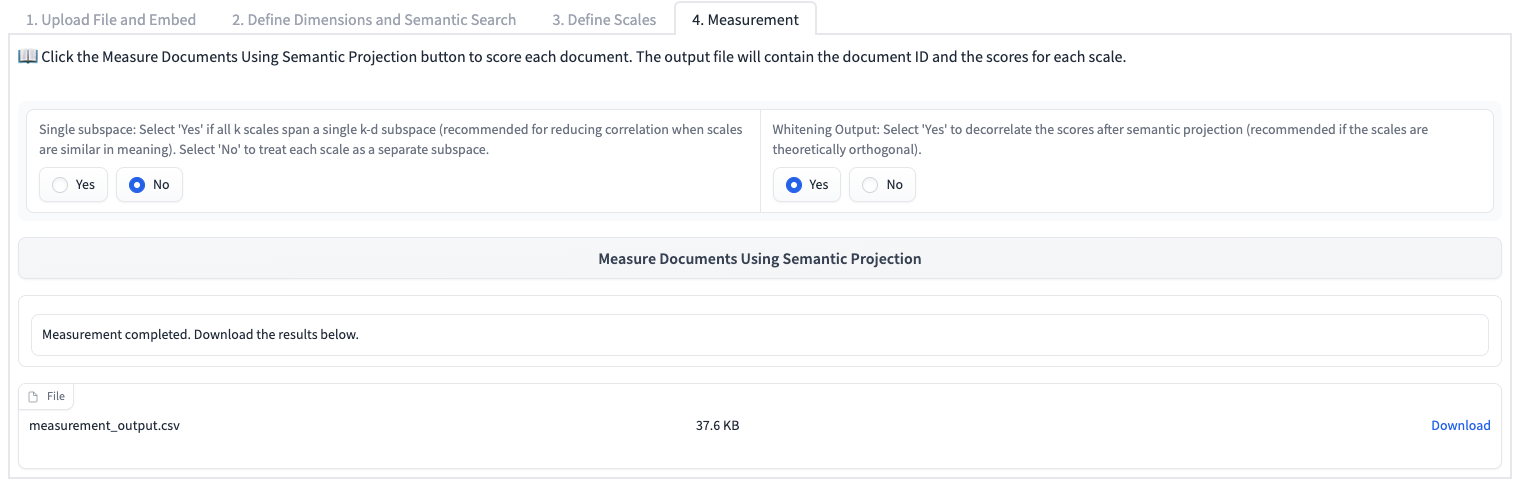 1. Upload File and Embed
2. Define Dimensions and Semantic Search
3. Define Scales
4. Measurement
📖 Click the Measure Documents Using Semantic Projection button to score each document. The output file will contain the document ID and the scores for each scale.
Single subspace: Select 'Yes' if all k scales span a single k-d subspace (recommended for reducing correlation when scales
are similar in meaning). Select 'No' to treat each scale as a separate subspace.
Yes
No
Whitening Output: Select 'Yes' to decorrelate the scores after semantic projection (recommended if the scales are
theoretically orthogonal).
Yes
No
Measure Documents Using Semantic Projection
Measurement completed. Download the results below.
File
measurement_output.csv
37.6 KB
Download